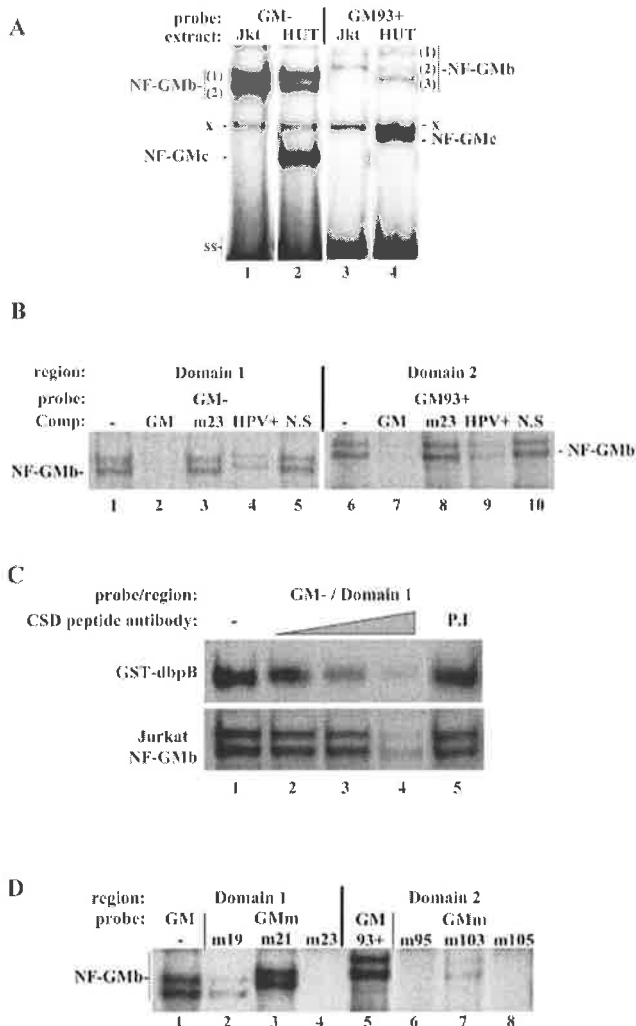 A
probe: GM- GM93+
extract: Jkt HUT Jkt HUT
NF-GMb- (1) (2)
(1) (2) (3) -NF-GMb
x - - x
NF-GMc - - NF-GMc
ss-
1 2 3 4
B
region: Domain 1 Domain 2
probe: GM- GM93+
Comp: - GM m23 HPV+ N.S - GM m23 HPV+ N.S
NF-GMb- - NF-GMb
1 2 3 4 5 6 7 8 9 10
C
probe/region: GM- / Domain 1
CSD peptide antibody: - P.I
GST-dbpB
Jurkat
NF-GMb
1 2 3 4 5
D
region: Domain 1 Domain 2
probe: GM GMm GM GMm
- m19 m21 m23 93+ m95 m103 m105
NF-GMb-
1 2 3 4 5 6 7 8